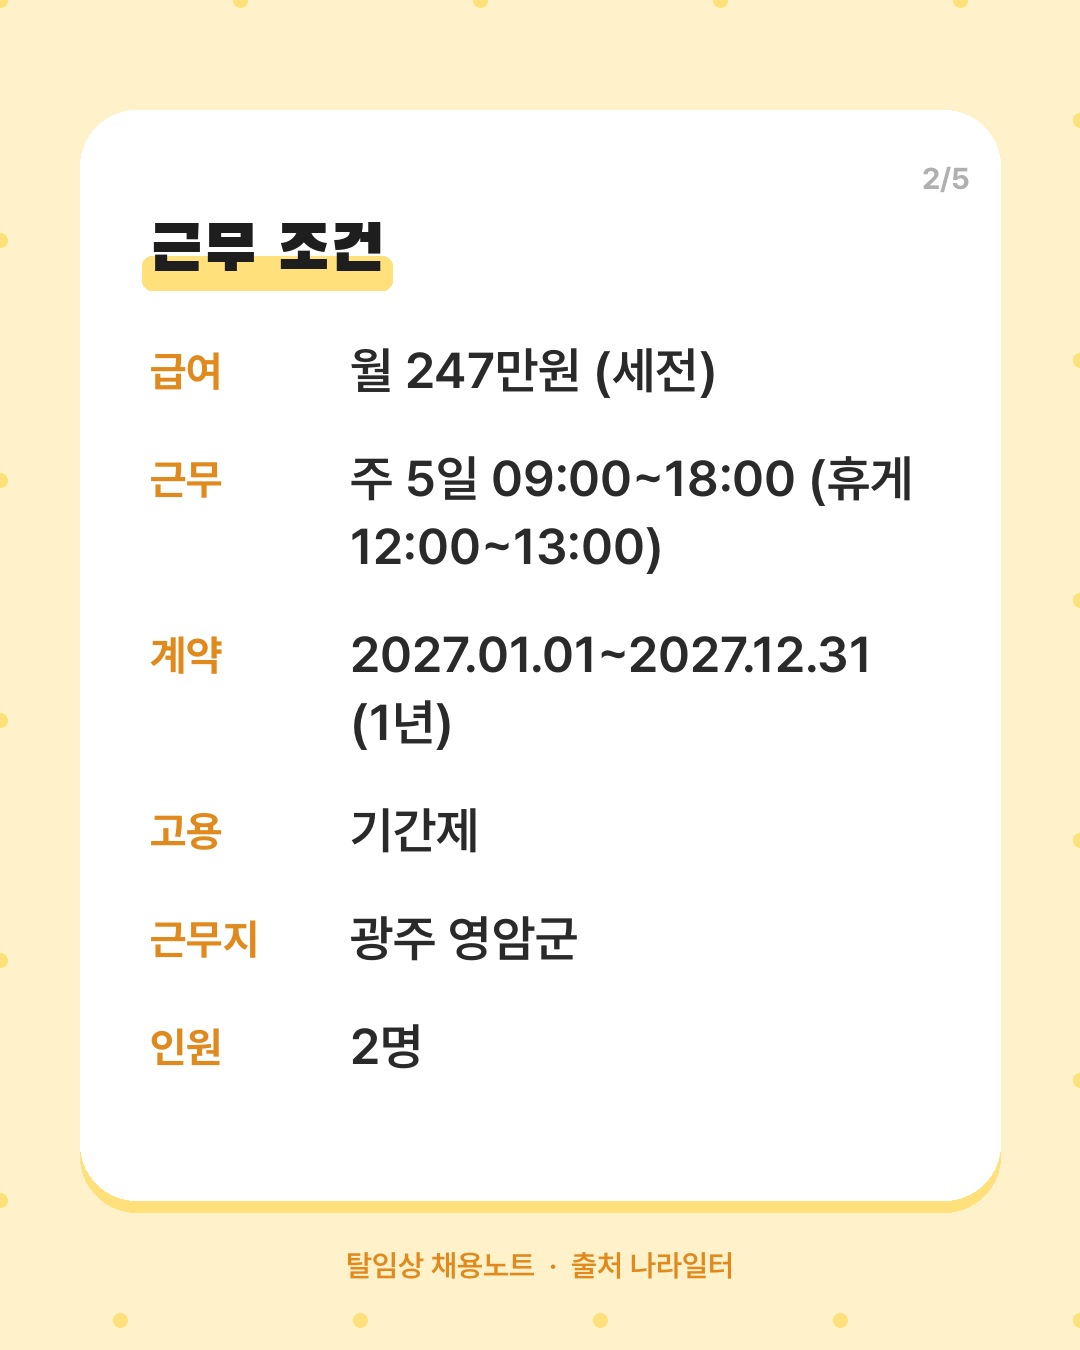 2/5
근무 조건
급여 월 247만원 (세전)
근무 주 5일 09:00~18:00 (휴게
12:00~13:00)
계약 2027.01.01~2027.12.31
(1년)
고용 기간제
근무지 광주 영암군
인원 2명
탈임상 채용노트 · 출처 나라일터